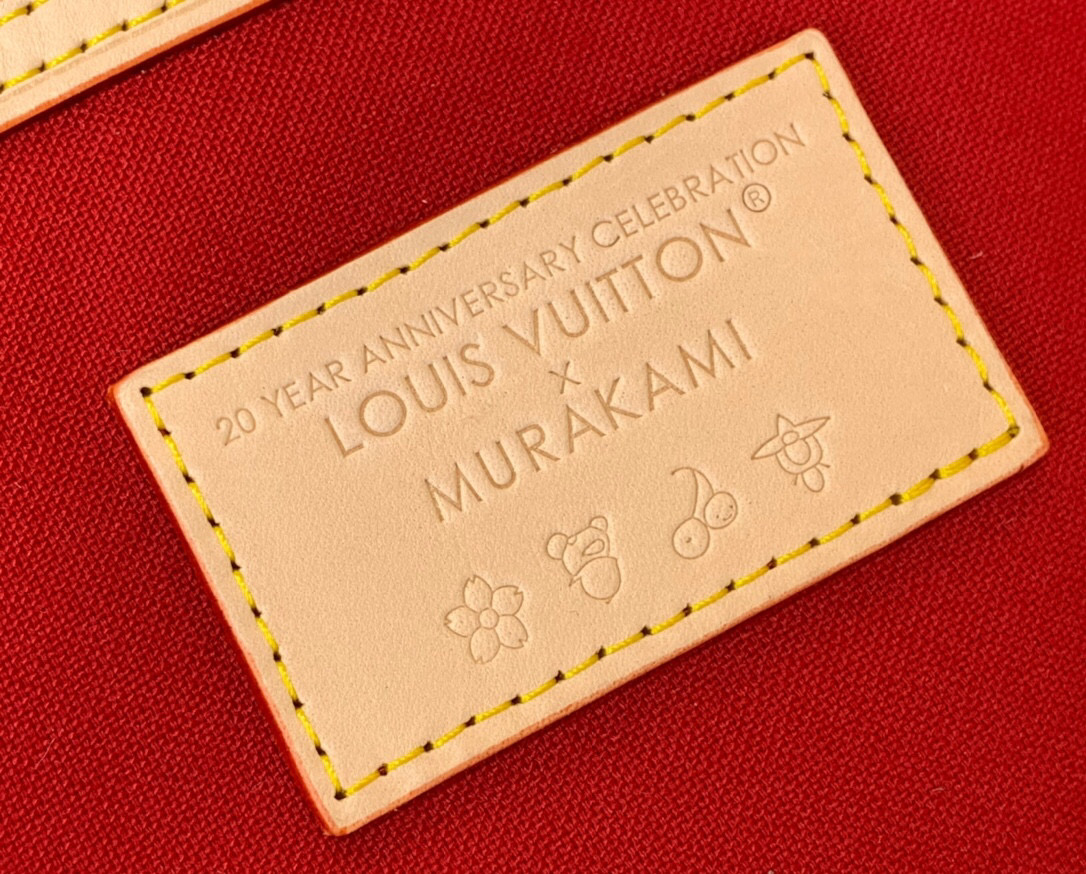 20 YEAR ANNIVERSARY CELEBRATION
LOUIS VUITTON®
x
MURAKAMI